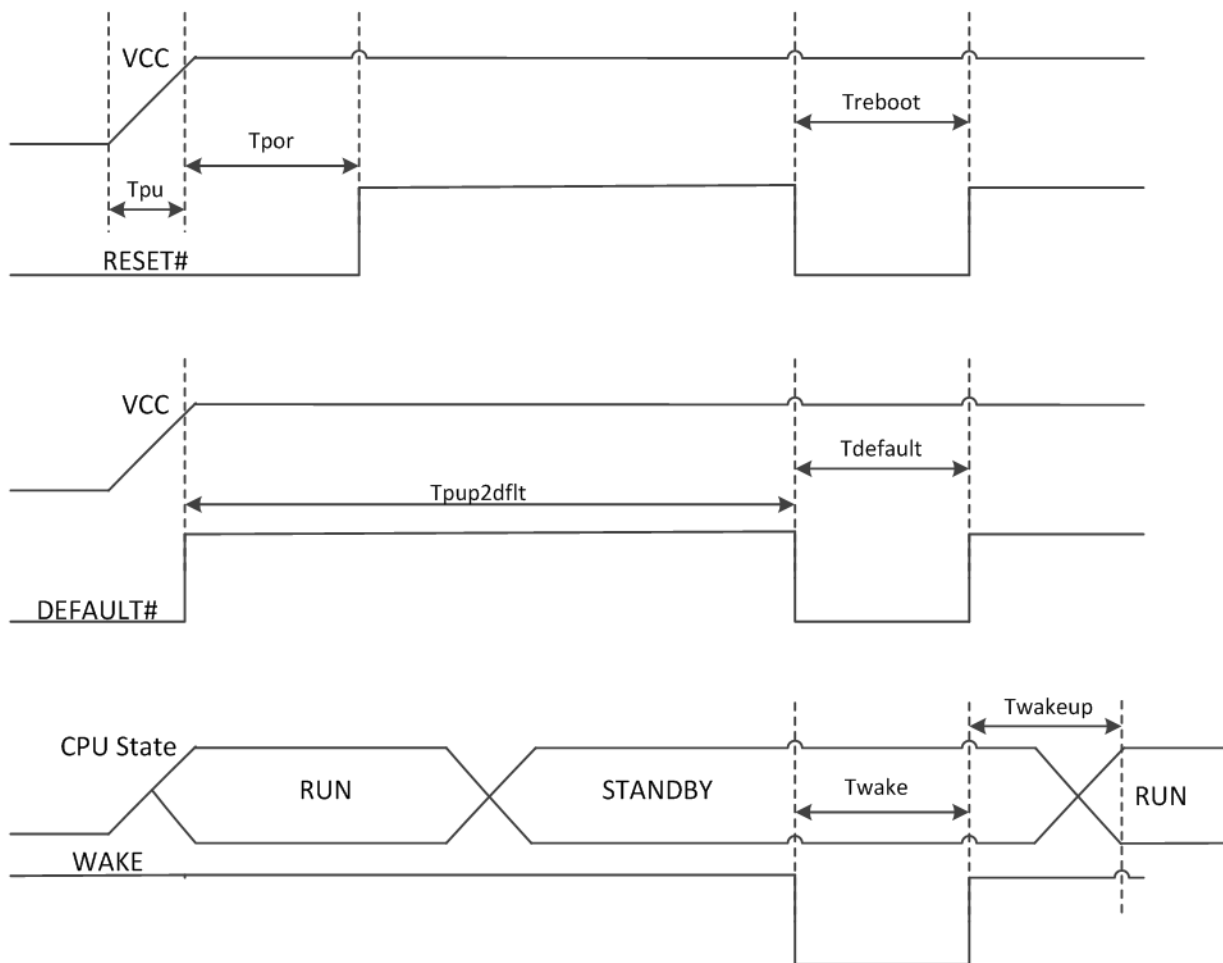 VCC
Treboot
Tpor
Tpu
RESET#
VCC
Tdefault
Tpup2dflt
DEFAULT#
Twakeup
CPU State
RUN
STANDBY
Twake
RUN
WAKE